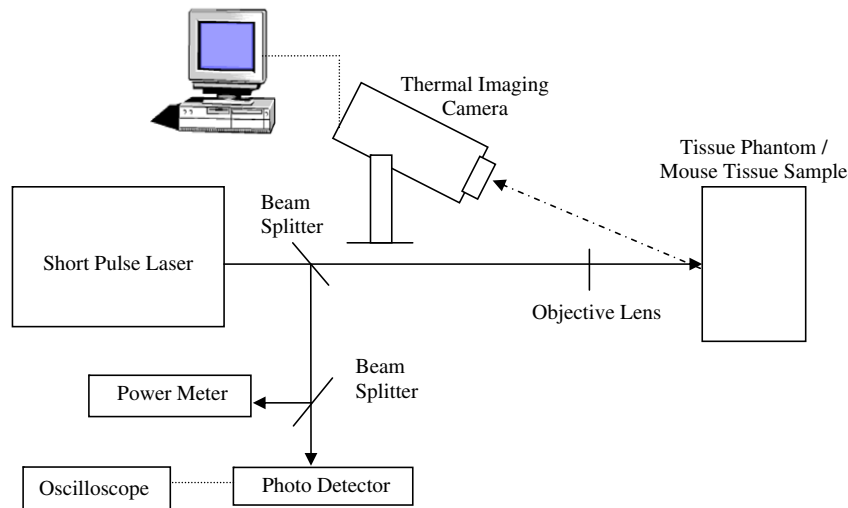 Thermal Imaging
Camera
Tissue Phantom /
Mouse Tissue Sample
Beam
Splitter
Short Pulse Laser
Objective Lens
Beam
Splitter
Power Meter
Oscilloscope
Photo Detector